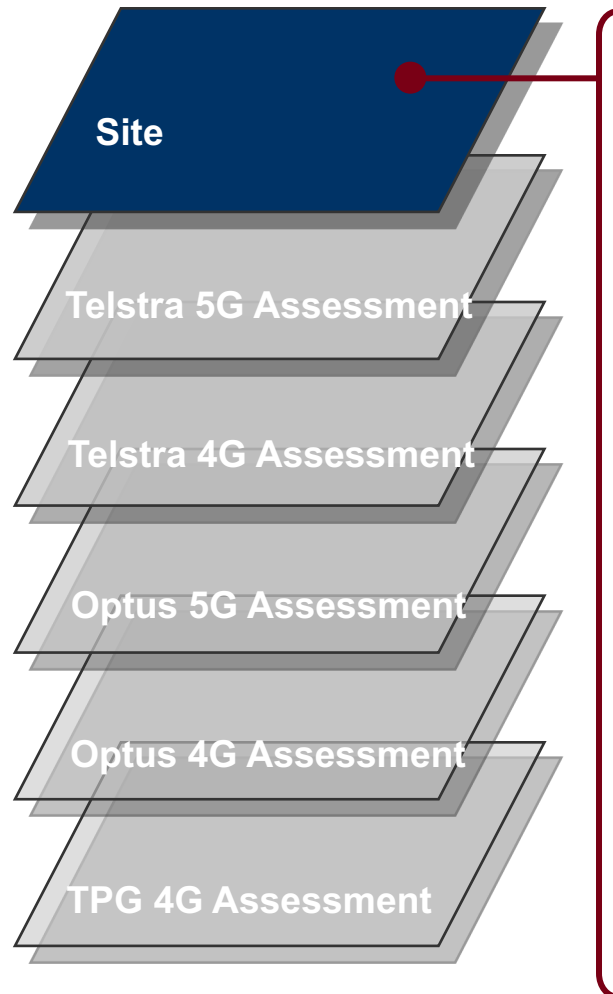 Site
Telstra 5G Assessment
Telstra 4G Assessment
Optus 5G Assessment
Optus 4G Assessment
TPG 4G Assessment